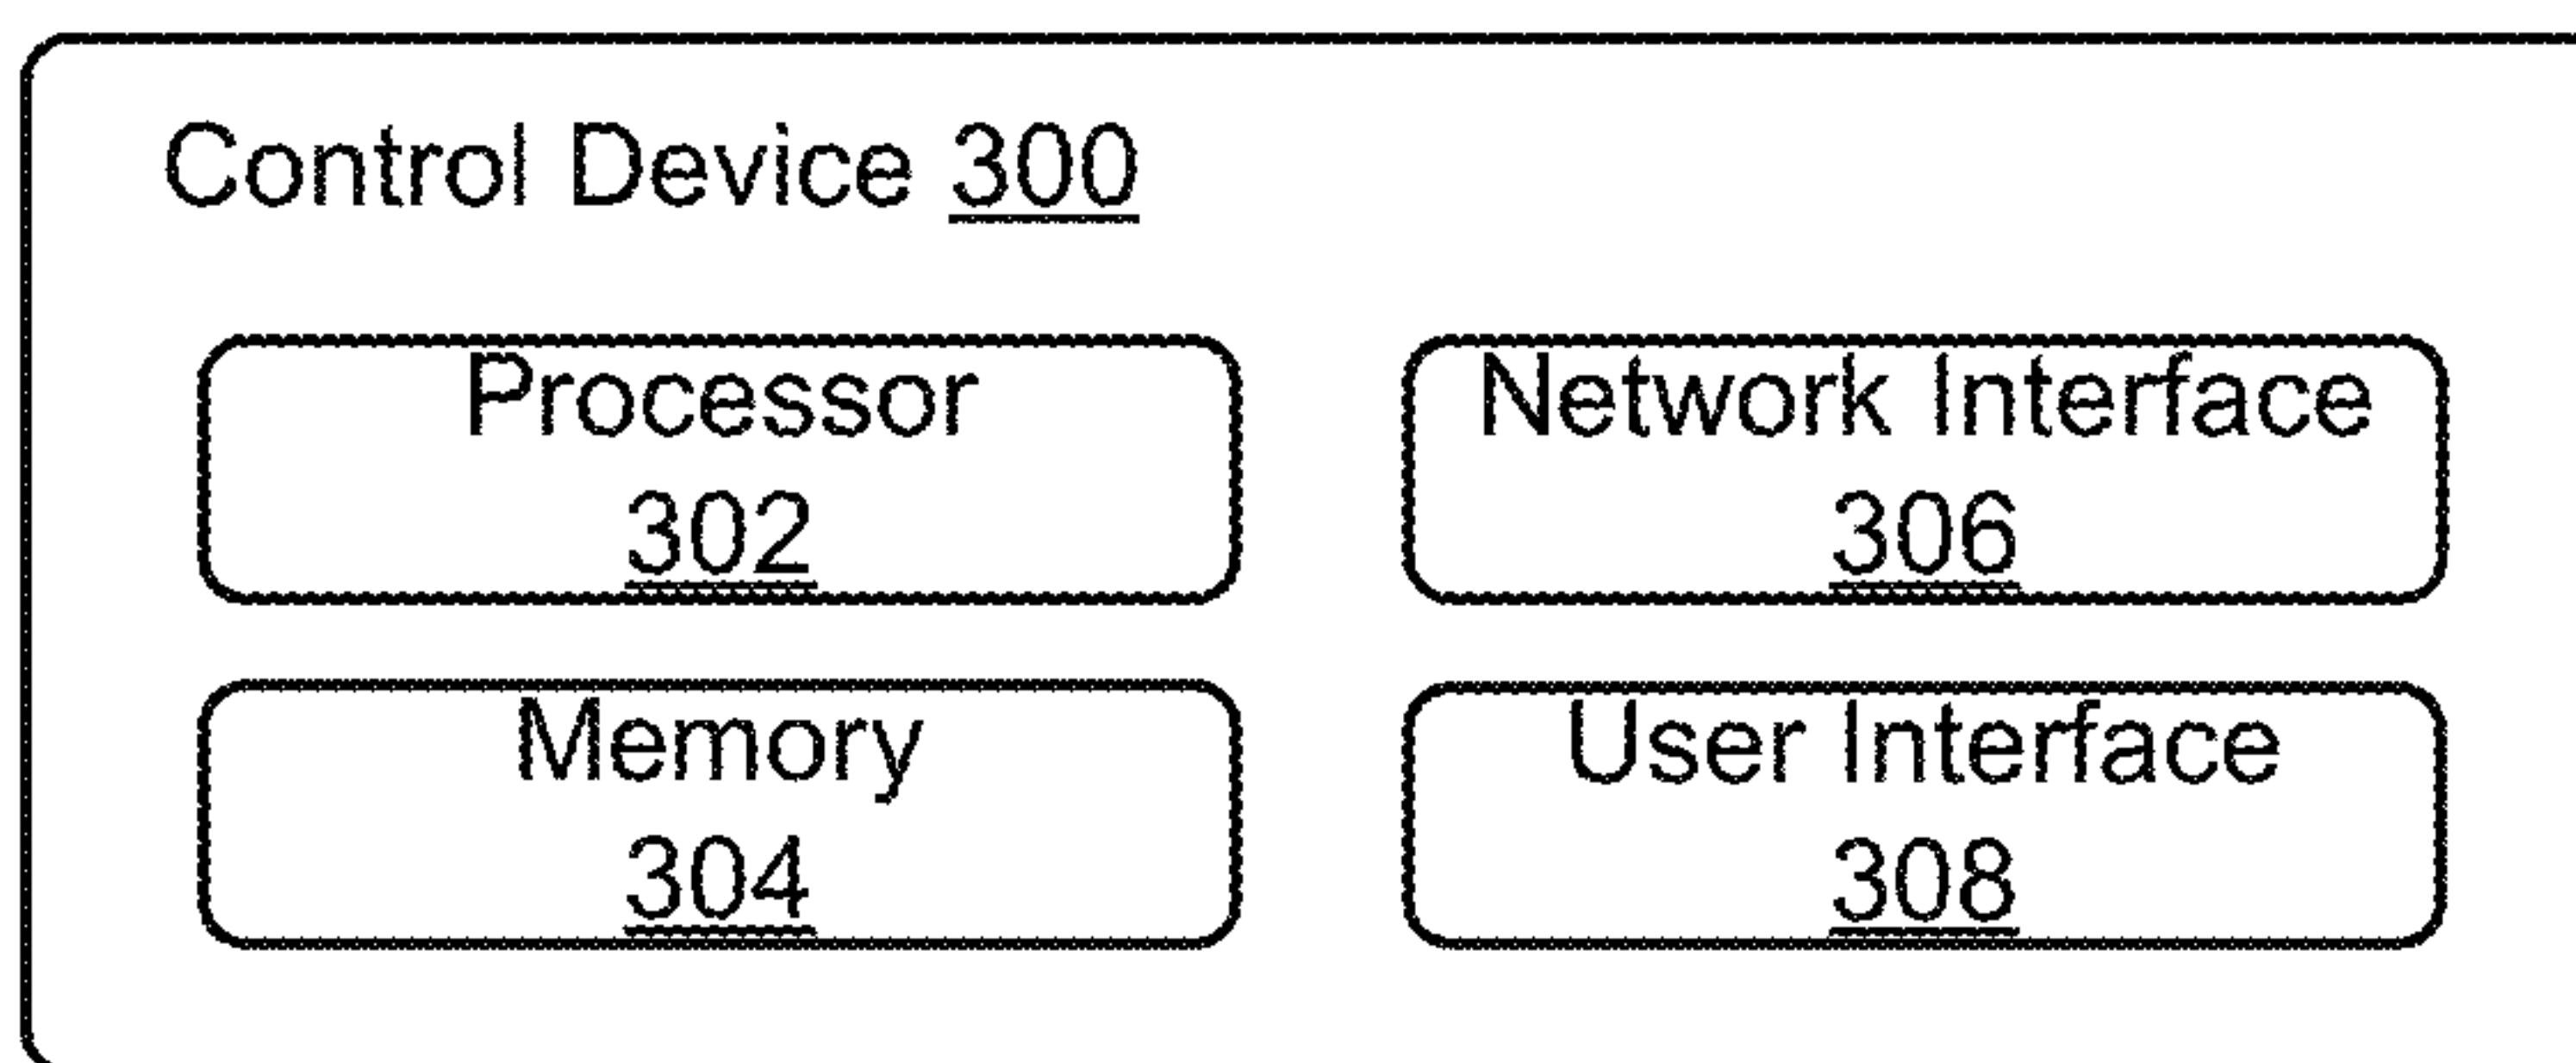 Control Device 300
Processor
302
Network Interface
306
Memory
304
User Interface
308